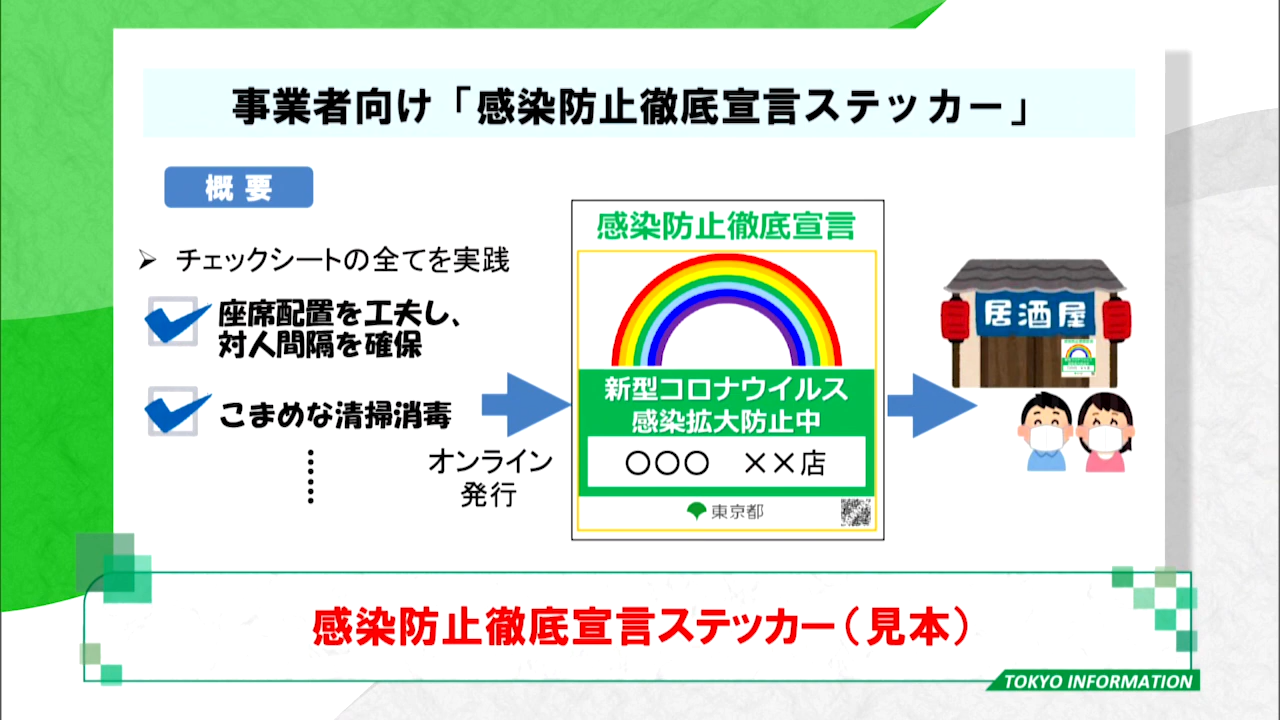 事業者向け「感染防止徹底宣言ステッカー」
概要
➢ チェックシートの全てを実践
座席配置を工夫し、
対人間隔を確保
こまめな清掃消毒
オンライン
発行
感染防止徹底宣言
新型コロナウイルス
感染拡大防止中
〇〇〇 ××店
東京都
居酒屋
感染防止徹底宣言ステッカー（見本）
TOKYO INFORMATION